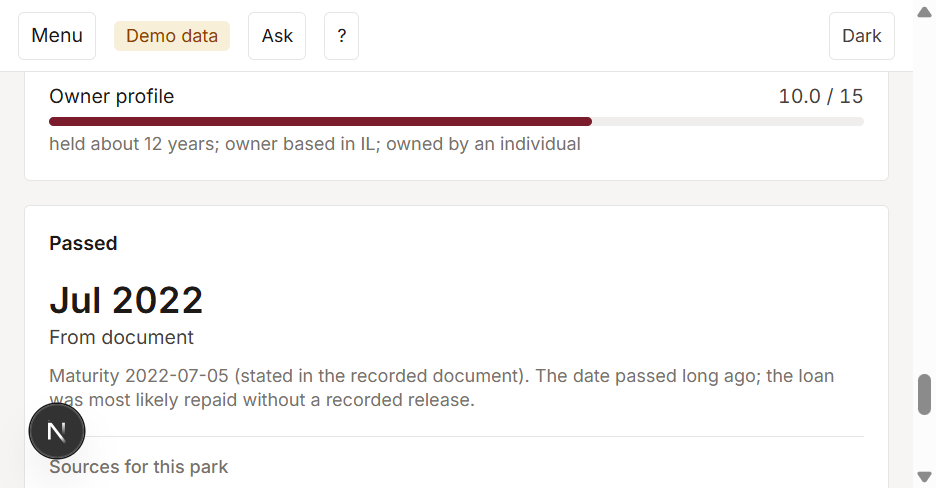 Menu
Demo data
Ask
?
Dark
Owner profile
10.0 / 15
held about 12 years; owner based in IL; owned by an individual
Passed
Jul 2022
From document
Maturity 2022-07-05 (stated in the recorded document). The date passed long ago; the loan
was most likely repaid without a recorded release.
N
Sources for this park